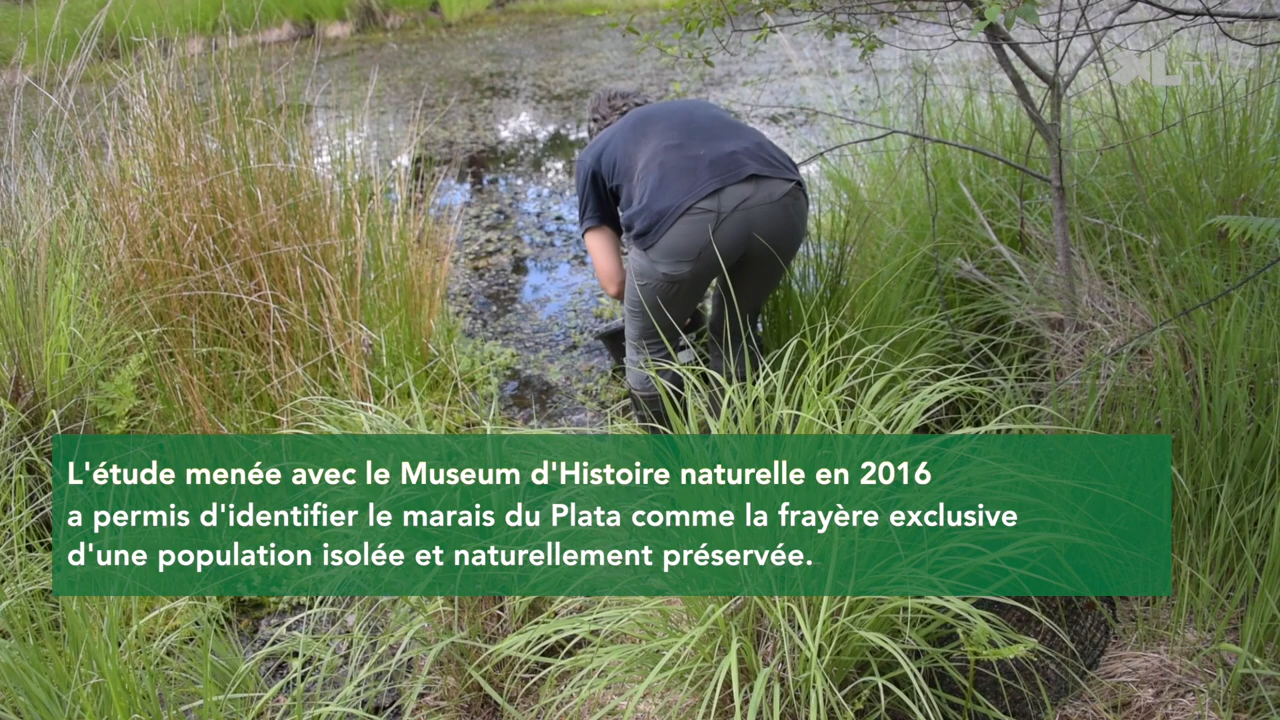 XLTV
L'étude menée avec le Museum d'Histoire naturelle en 2016
a permis d'identifier le marais du Plata comme la frayère exclusive
d'une population isolée et naturellement préservée.